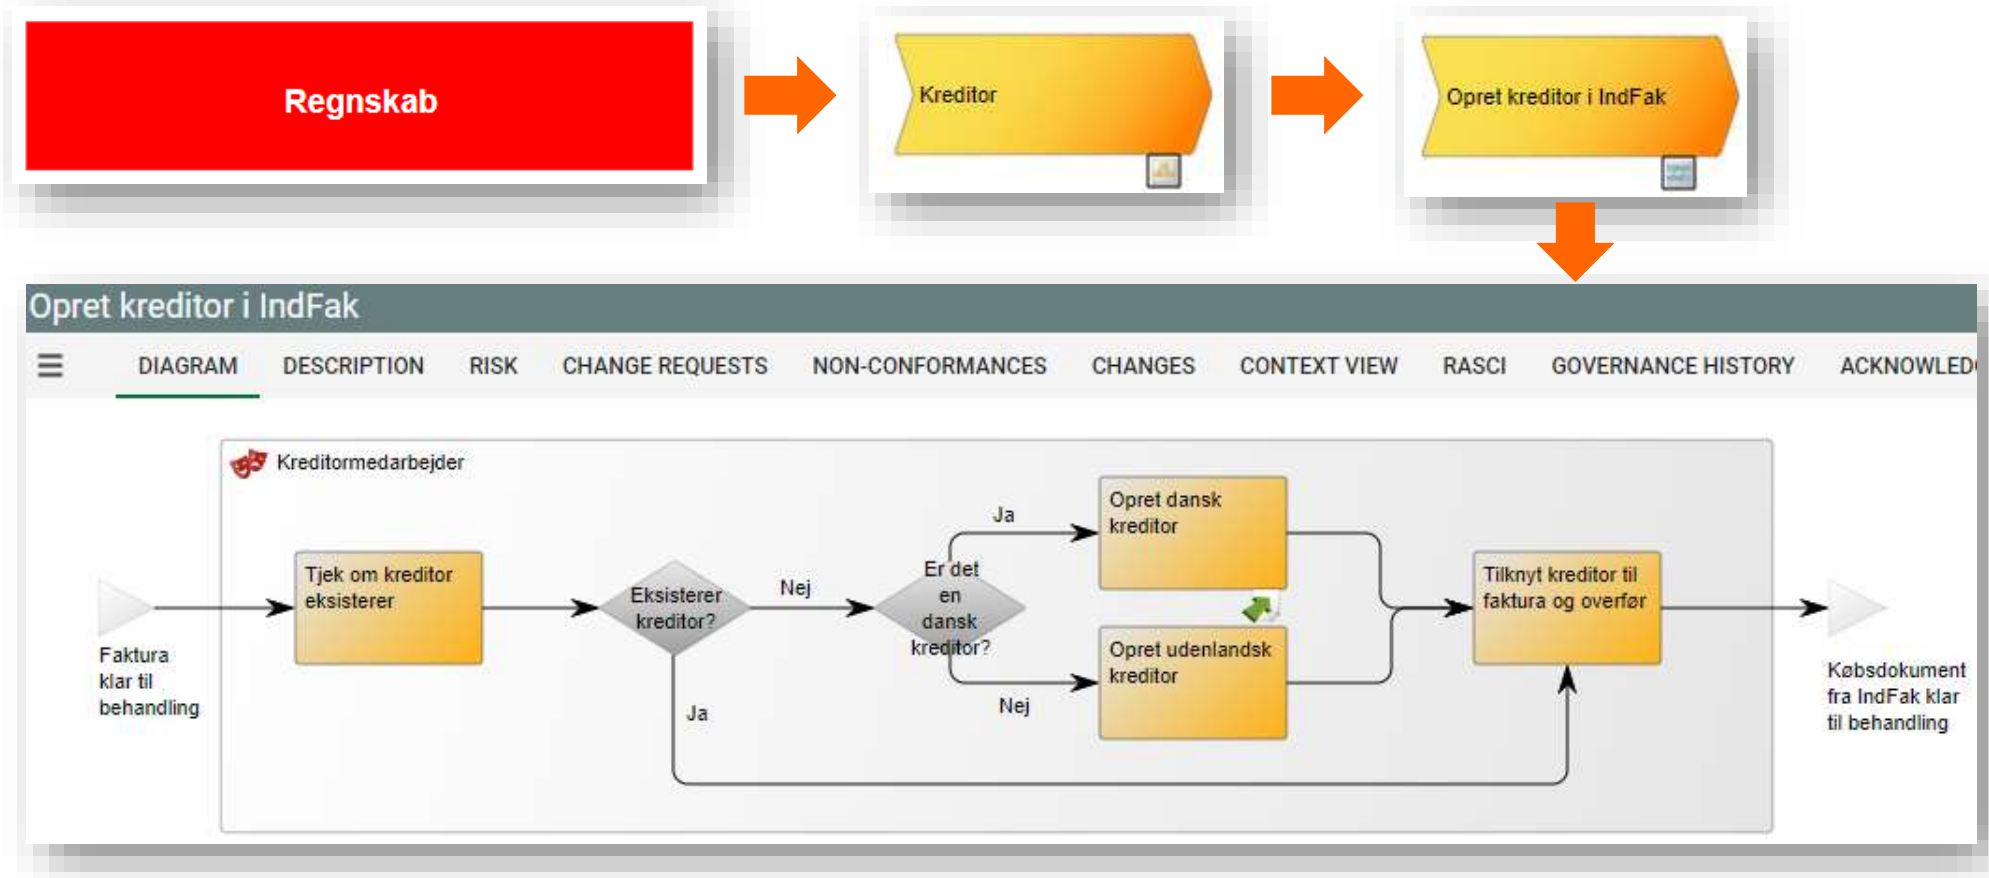 Regnskab
Kreditor
Opret kreditor i IndFak
Opret kreditor i IndFak
DIAGRAM DESCRIPTION RISK CHANGE REQUESTS NON-CONFORMANCES CHANGES CONTEXT VIEW RASCI GOVERNANCE HISTORY ACKNOWLED
Kreditormedarbejder
Faktura
klar til
behandling
Tjek om kreditor
eksisterer
Eksisterer
kreditor?
Nej
Ja
Er det
en
dansk
kreditor?
Ja
Nej
Opret dansk
kreditor
Opret udenlandsk
kreditor
Tilknyt kreditor til
faktura og overfør
Købsdokument
fra IndFak klar
til behandling